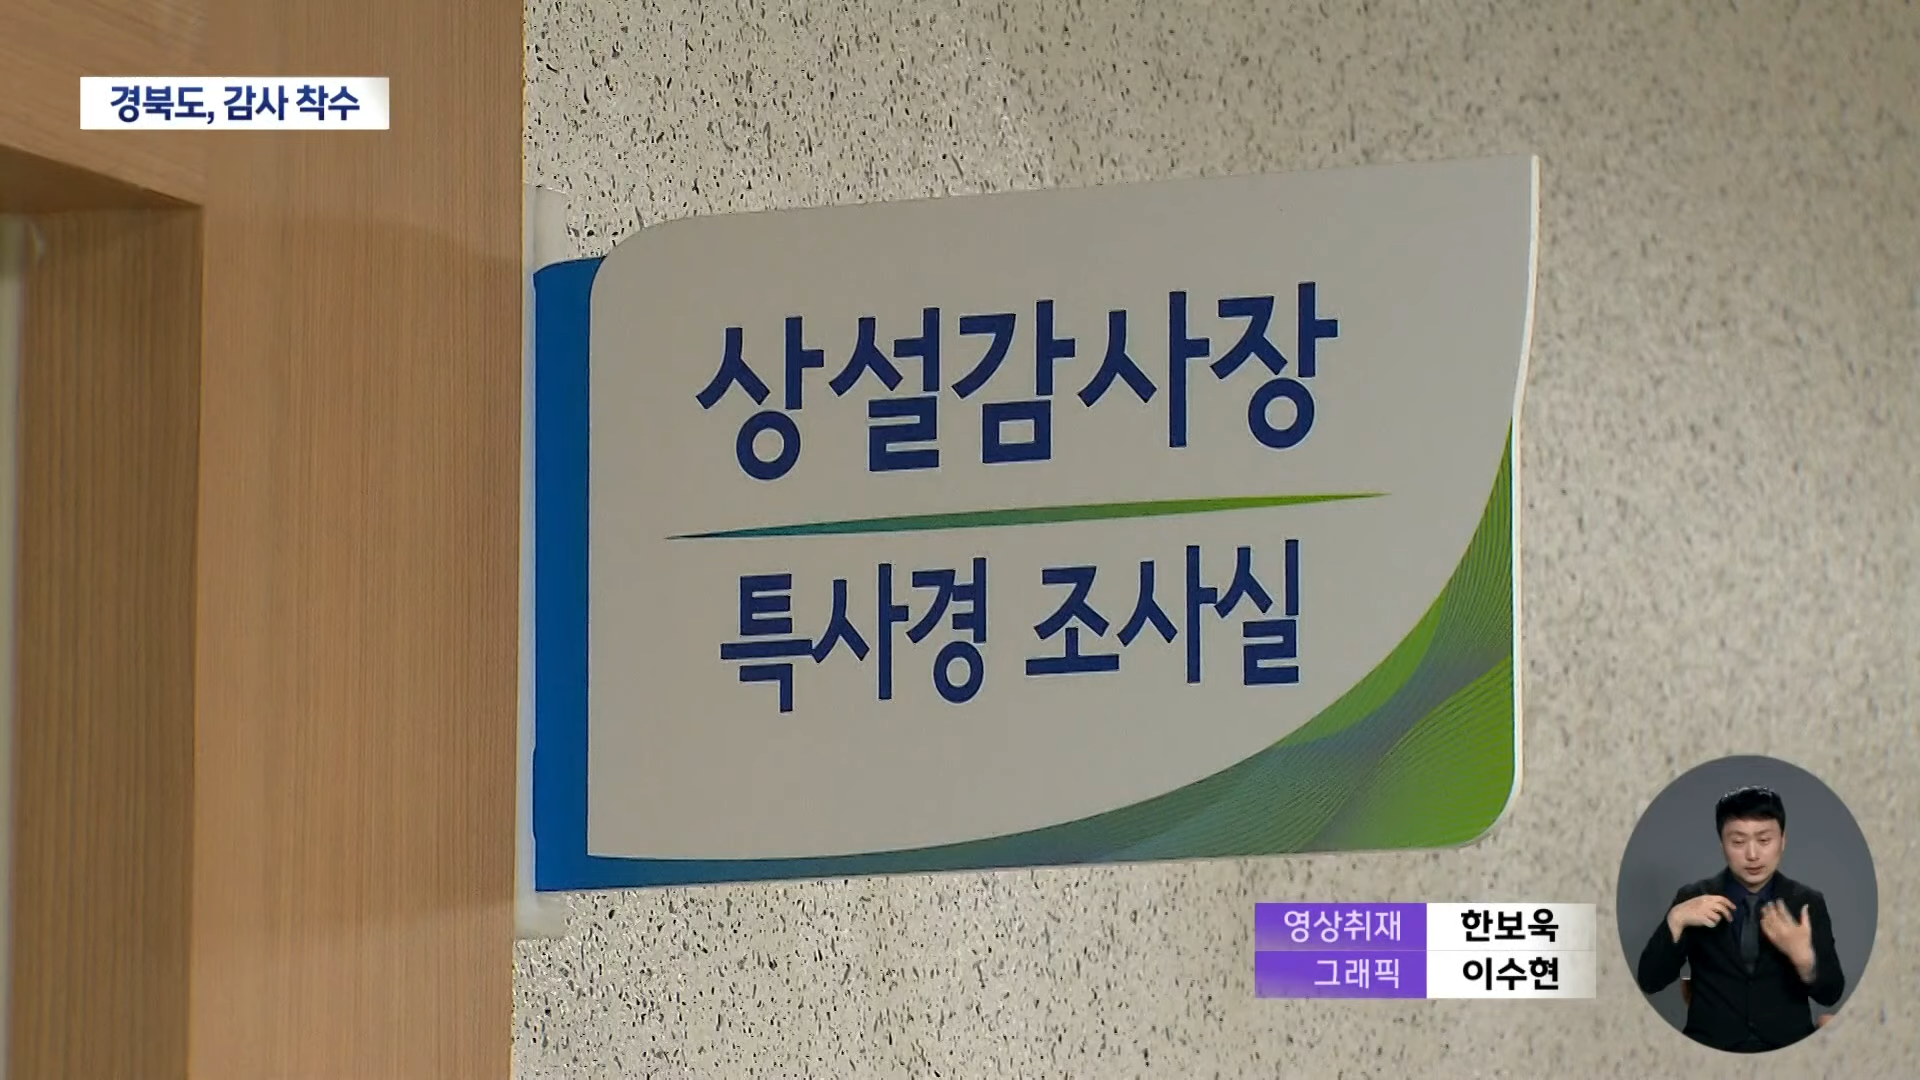 경북도, 감사 착수
상설감사장
특사경 조사실
영상취재 한보욱
그래픽 이수현